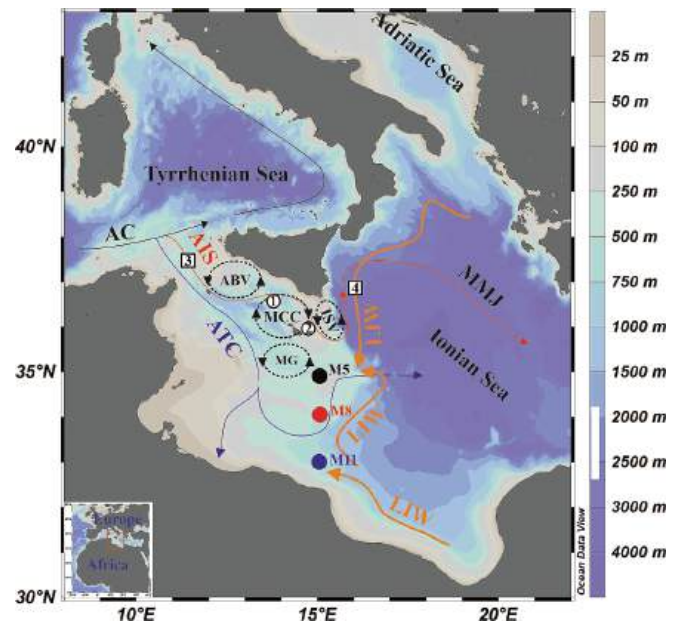 Adriatic Sea
25 m
50 m
40°N
100 m
Tyrrhenian Sea
250 m
AC
500 m
AIS
3
750 m
ABV
4
MMJ
1
MCC
ISV
1000 m
2
ATC
LIW
Ionian Sea
1500 m
MG
35°N
M5
2000 m
M8
LIW
2500 m
M11
LIW
3000 m
Europe
Africa
4000 m
Ocean Data View
30°N
10°E
15°E
20°E